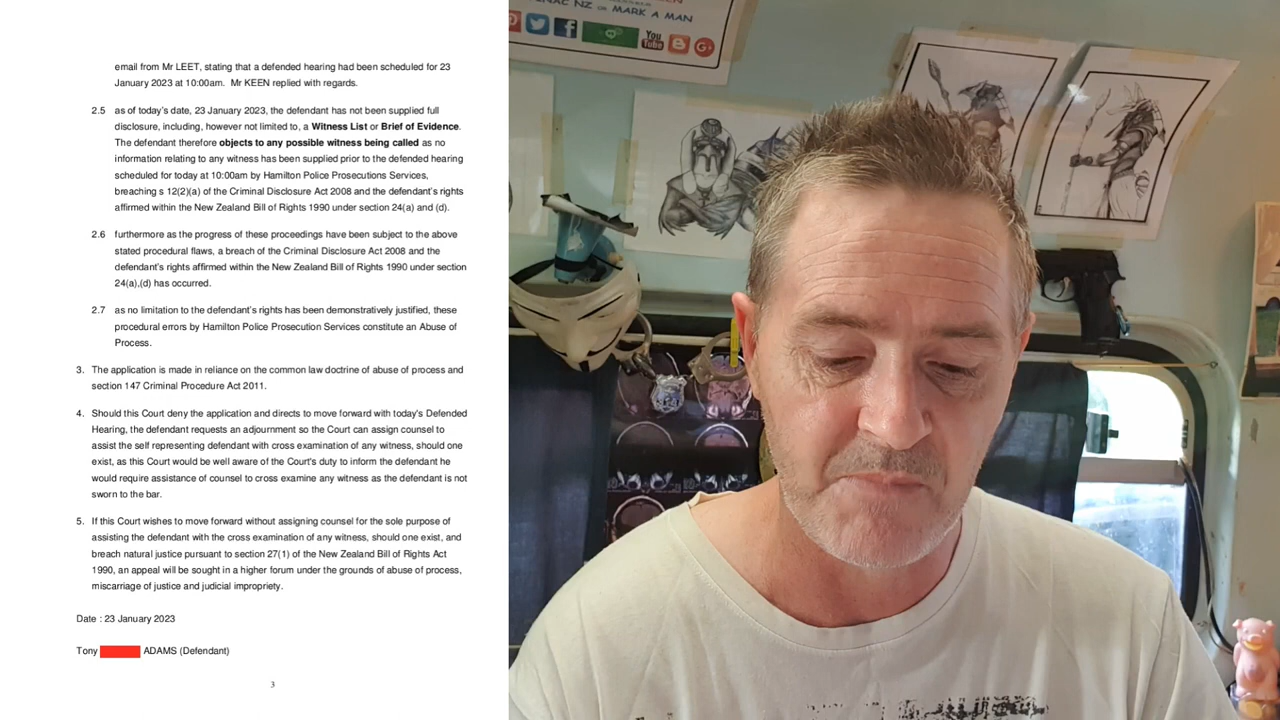 email from Mr LEET, stating that a defended hearing had been scheduled for 23
January 2023 at 10:00am.  Mr KEEN replied with regards.
2.5 as of today's date, 23 January 2023, the defendant has not been supplied full
disclosure, including, however not limited to, a Witness List or Brief of Evidence.
The defendant therefore objects to any possible witness being called as no
information relating to any witness has been supplied prior to the defended hearing
scheduled for today at 10:00am by Hamilton Police Prosecutions Services,
breaching s 12(2)(a) of the Criminal Disclosure Act 2008 and the defendant's rights
affirmed within the New Zealand Bill of Rights 1990 under section 24(a) and (d).
2.6 furthermore as the progress of these proceedings have been subject to the above
stated procedural flaws, a breach of the Criminal Disclosure Act 2008 and the
defendant's rights affirmed within the New Zealand Bill of Rights 1990 under section
24(a),(d) has occurred.
2.7 as no limitation to the defendant's rights has been demonstratively justified, these
procedural errors by Hamilton Police Prosecution Services constitute an Abuse of
Process.
3. The application is made in reliance on the common law doctrine of abuse of process and
section 147 Criminal Procedure Act 2011.
4. Should this Court deny the application and directs to move forward with today's Defended
Hearing, the defendant requests an adjournment so the Court can assign counsel to
assist the self representing defendant with cross examination of any witness, should one
exist, as this Court would be well aware of the Court's duty to inform the defendant he
would require assistance of counsel to cross examine any witness as the defendant is not
sworn to the bar.
5. If this Court wishes to move forward without assigning counsel for the sole purpose of
assisting the defendant with the cross examination of any witness, should one exist, and
breach natural justice pursuant to section 27(1) of the New Zealand Bill of Rights Act
1990, an appeal will be sought in a higher forum under the grounds of abuse of process,
miscarriage of justice and judicial impropriety.
Date : 23 January 2023
Tony ADAMS (Defendant)
3
NZ
MARK A MAN
You
Tube